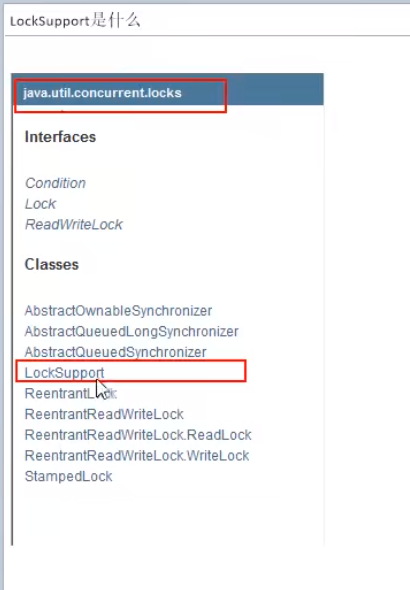 LockSupport是什么
java.util.concurrent.locks
Interfaces
Condition
Lock
ReadWriteLock
Classes
AbstractOwnableSynchronizer
AbstractQueuedLongSynchronizer
AbstractQueuedSynchronizer
LockSupport
ReentrantLock
ReentrantReadWriteLock
ReentrantReadWriteLock.ReadLock
ReentrantReadWriteLock.WriteLock
StampedLock